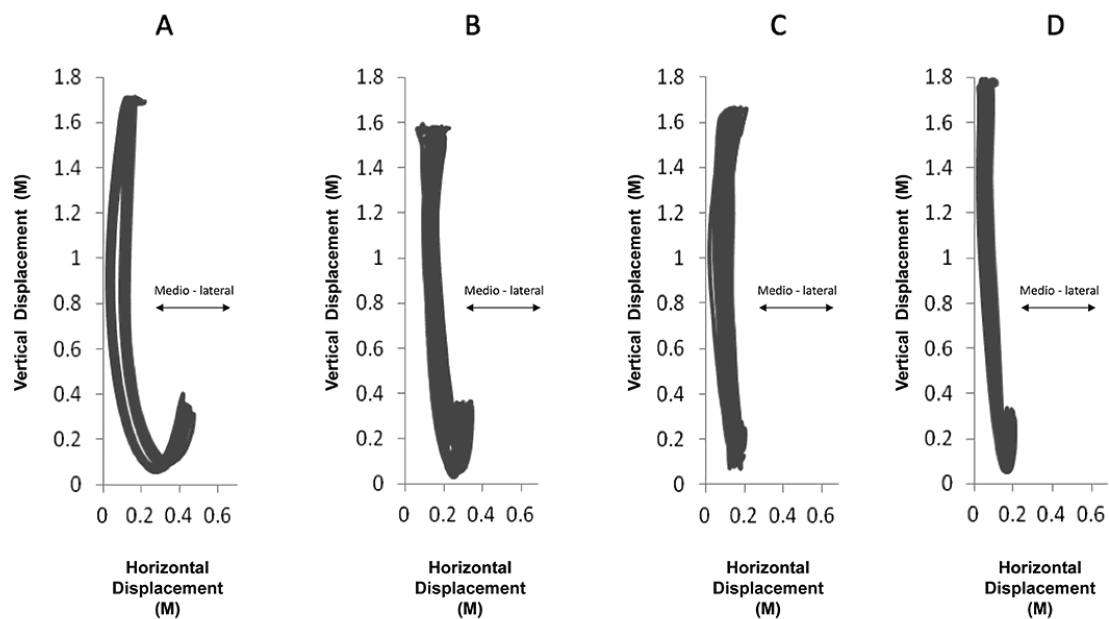 A
1.8
1.6
1.4
1.2
1
0.8
0.6
0.4
0.2
0
Vertical Displacement (M)
Medio - lateral
0 0.2 0.4 0.6
Horizontal
Displacement
(M)
B
1.8
1.6
1.4
1.2
1
0.8
0.6
0.4
0.2
0
Vertical Displacement (M)
Medio - lateral
0 0.2 0.4 0.6
Horizontal
Displacement
(M)
C
1.8
1.6
1.4
1.2
1
0.8
0.6
0.4
0.2
0
Vertical Displacement (M)
Medio - lateral
0 0.2 0.4 0.6
Horizontal
Displacement
(M)
D
1.8
1.6
1.4
1.2
1
0.8
0.6
0.4
0.2
0
Vertical Displacement (M)
Medio - lateral
0 0.2 0.4 0.6
Horizontal
Displacement
(M)